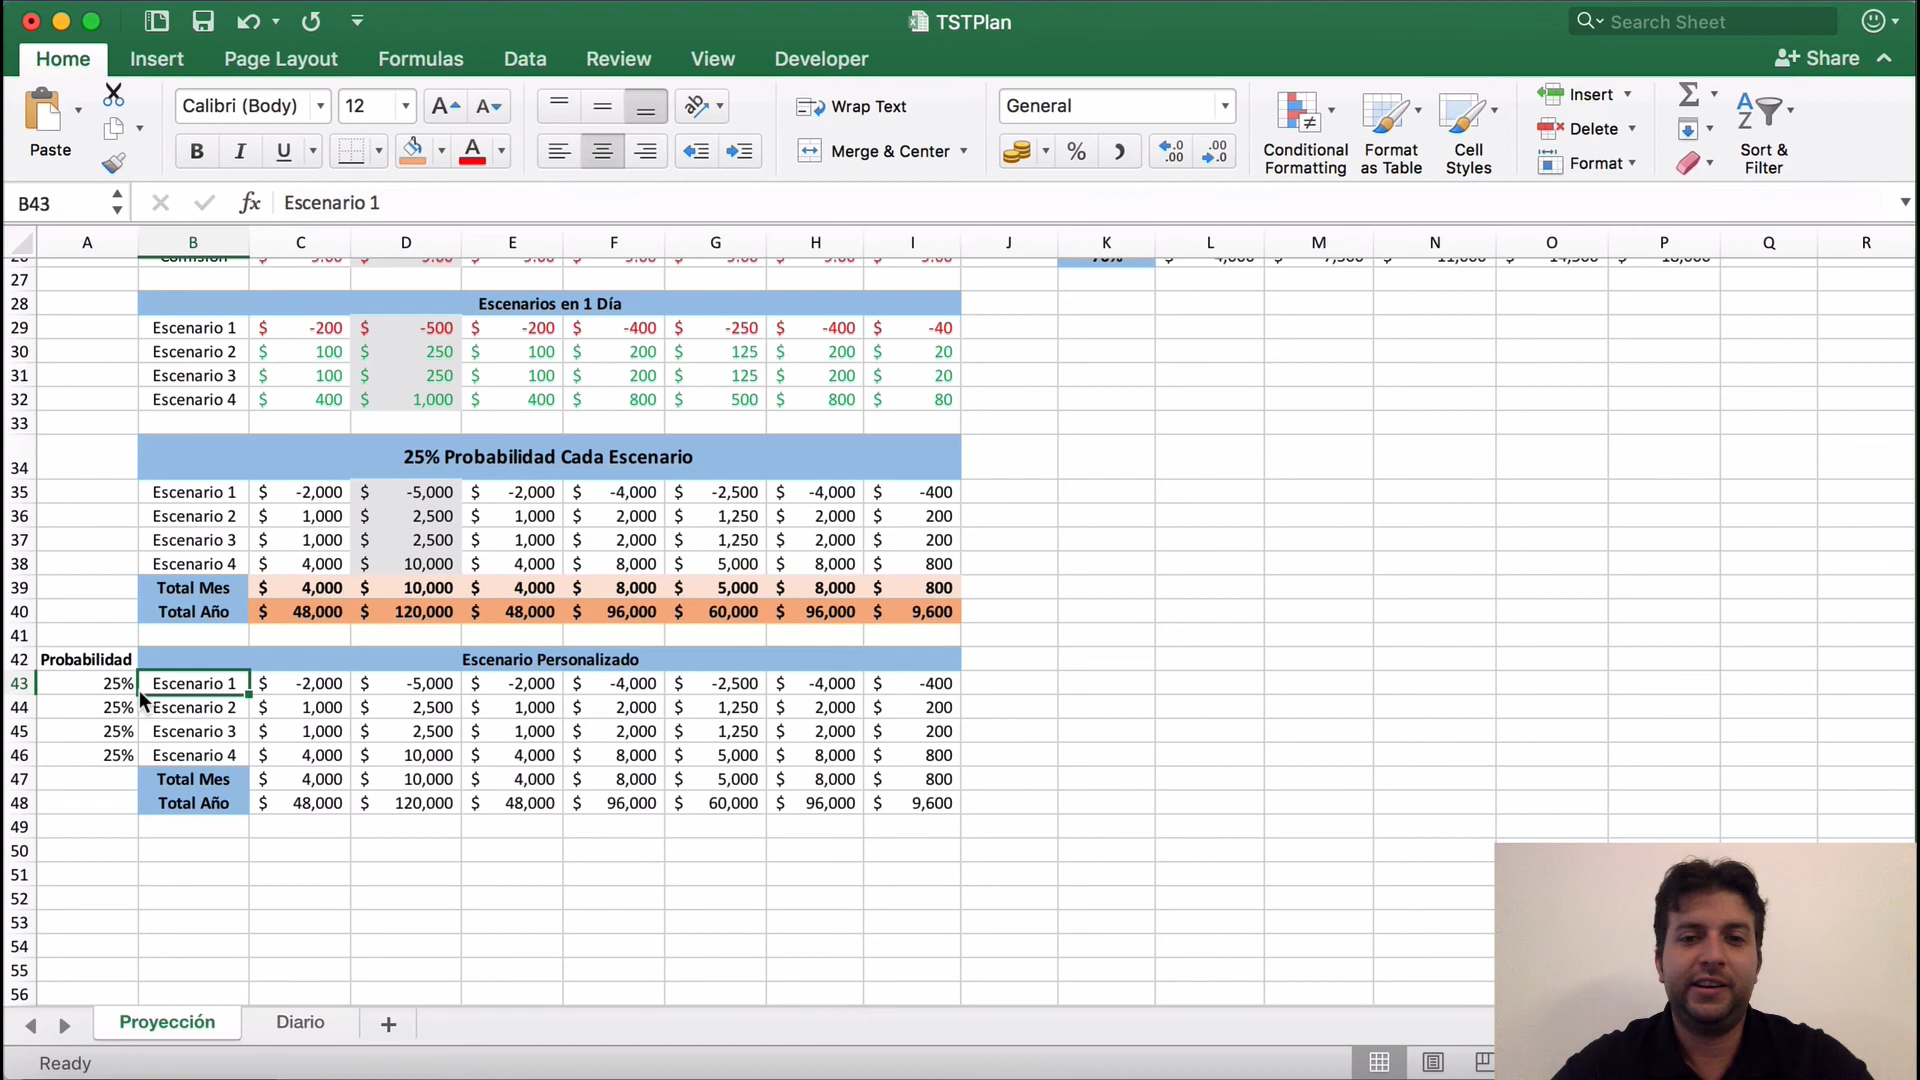 TSTPlan
Search Sheet
Home Insert Page Layout Formulas Data Review View Developer Share
Calibri (Body) 12 Wrap Text General Insert
Paste B I U Merge & Center Conditional Formatting Format as Table Cell Styles Delete Format Sort & Filter
B43 fx Escenario 1
A B C D E F G H I J K L M N O P Q R
27
28 Escenarios en 1 Día
29 Escenario 1 $ -200 $ -500 $ -200 $ -400 $ -250 $ -400 $ -40
30 Escenario 2 $ 100 $ 250 $ 100 $ 200 $ 125 $ 200 $ 20
31 Escenario 3 $ 100 $ 250 $ 100 $ 200 $ 125 $ 200 $ 20
32 Escenario 4 $ 400 $ 1,000 $ 400 $ 800 $ 500 $ 800 $ 80
33
34 25% Probabilidad Cada Escenario
35 Escenario 1 $ -2,000 $ -5,000 $ -2,000 $ -4,000 $ -2,500 $ -4,000 $ -400
36 Escenario 2 $ 1,000 $ 2,500 $ 1,000 $ 2,000 $ 1,250 $ 2,000 $ 200
37 Escenario 3 $ 1,000 $ 2,500 $ 1,000 $ 2,000 $ 1,250 $ 2,000 $ 200
38 Escenario 4 $ 4,000 $ 10,000 $ 4,000 $ 8,000 $ 5,000 $ 8,000 $ 800
39 Total Mes $ 4,000 $ 10,000 $ 4,000 $ 8,000 $ 5,000 $ 8,000 $ 800
40 Total Año $ 48,000 $ 120,000 $ 48,000 $ 96,000 $ 60,000 $ 96,000 $ 9,600
41
42 Probabilidad Escenario Personalizado
43 25% Escenario 1 $ -2,000 $ -5,000 $ -2,000 $ -4,000 $ -2,500 $ -4,000 $ -400
44 25% Escenario 2 $ 1,000 $ 2,500 $ 1,000 $ 2,000 $ 1,250 $ 2,000 $ 200
45 25% Escenario 3 $ 1,000 $ 2,500 $ 1,000 $ 2,000 $ 1,250 $ 2,000 $ 200
46 25% Escenario 4 $ 4,000 $ 10,000 $ 4,000 $ 8,000 $ 5,000 $ 8,000 $ 800
47 Total Mes $ 4,000 $ 10,000 $ 4,000 $ 8,000 $ 5,000 $ 8,000 $ 800
48 Total Año $ 48,000 $ 120,000 $ 48,000 $ 96,000 $ 60,000 $ 96,000 $ 9,600
49
50
51
52
53
54
55
56
Proyección Diario
Ready